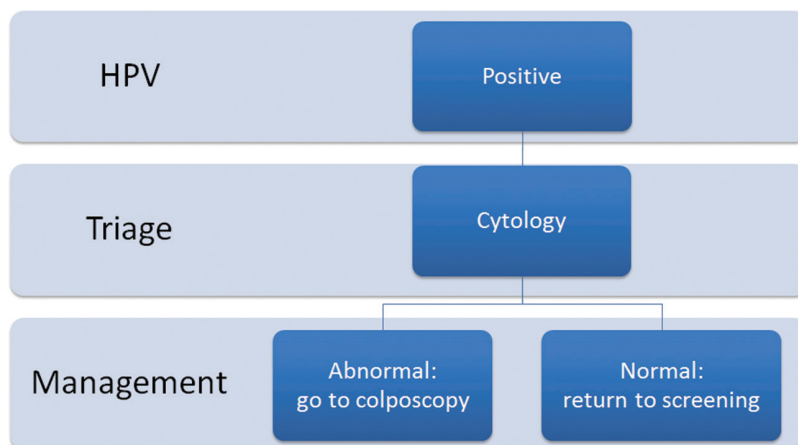 HPV
Positive
Triage
Cytology
Management
Abnormal:
go to colposcopy
Normal:
return to screening